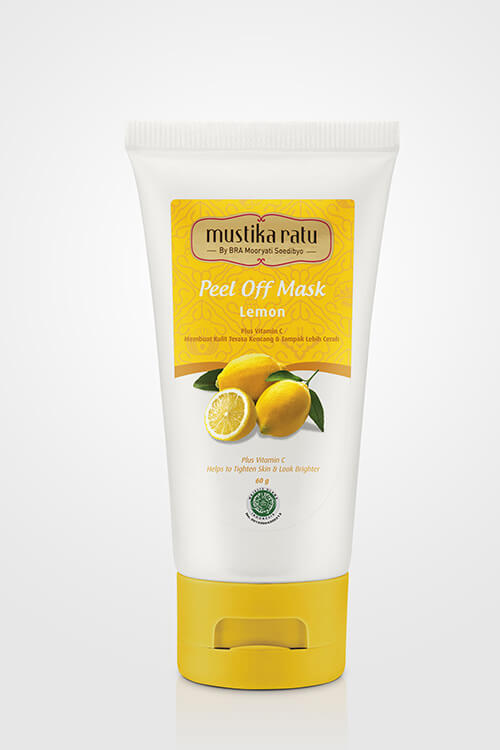 mustika ratu
By BRA Mooryati Soedibyo
Peel Off Mask
Lemon
Plus Vitamin C
Membuat Kulit Terasa Kencang & Tampak Lebih Cerah
Plus Vitamin C
Helps to Tighten Skin & Look Brighter
60 g